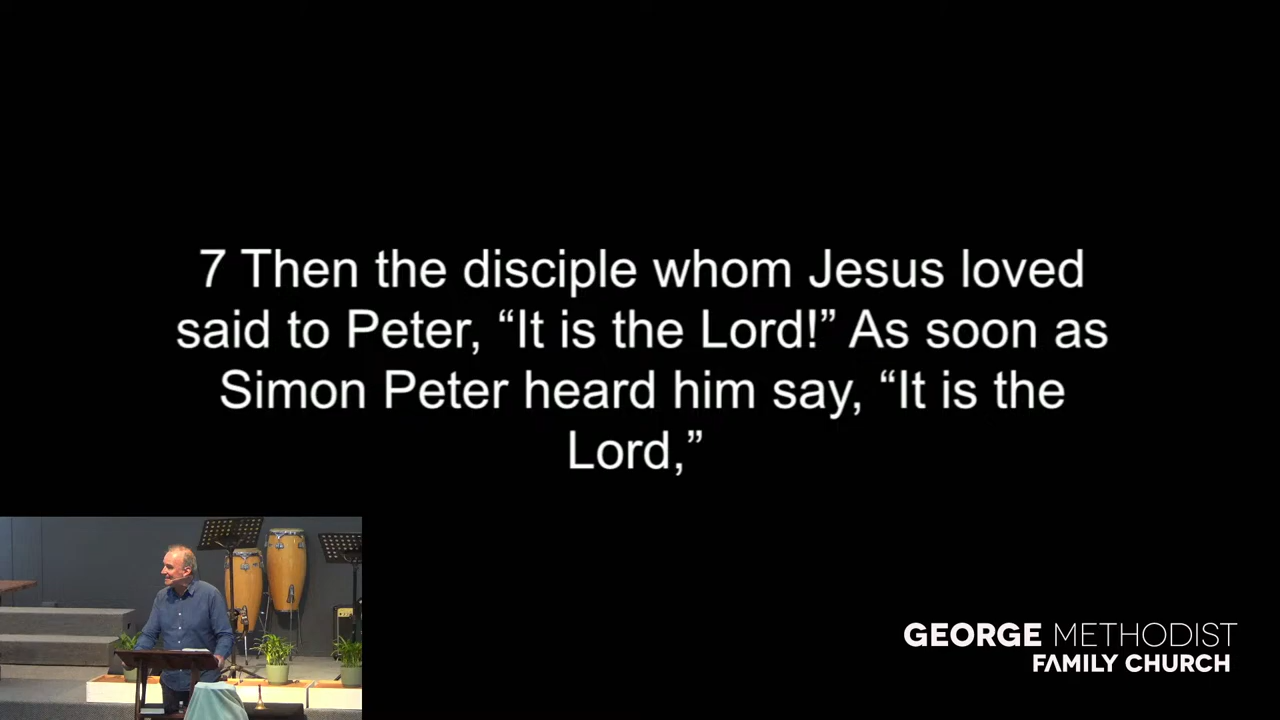 7 Then the disciple whom Jesus loved
said to Peter, “It is the Lord!” As soon as
Simon Peter heard him say, “It is the
Lord,”
GEORGE METHODIST
FAMILY CHURCH